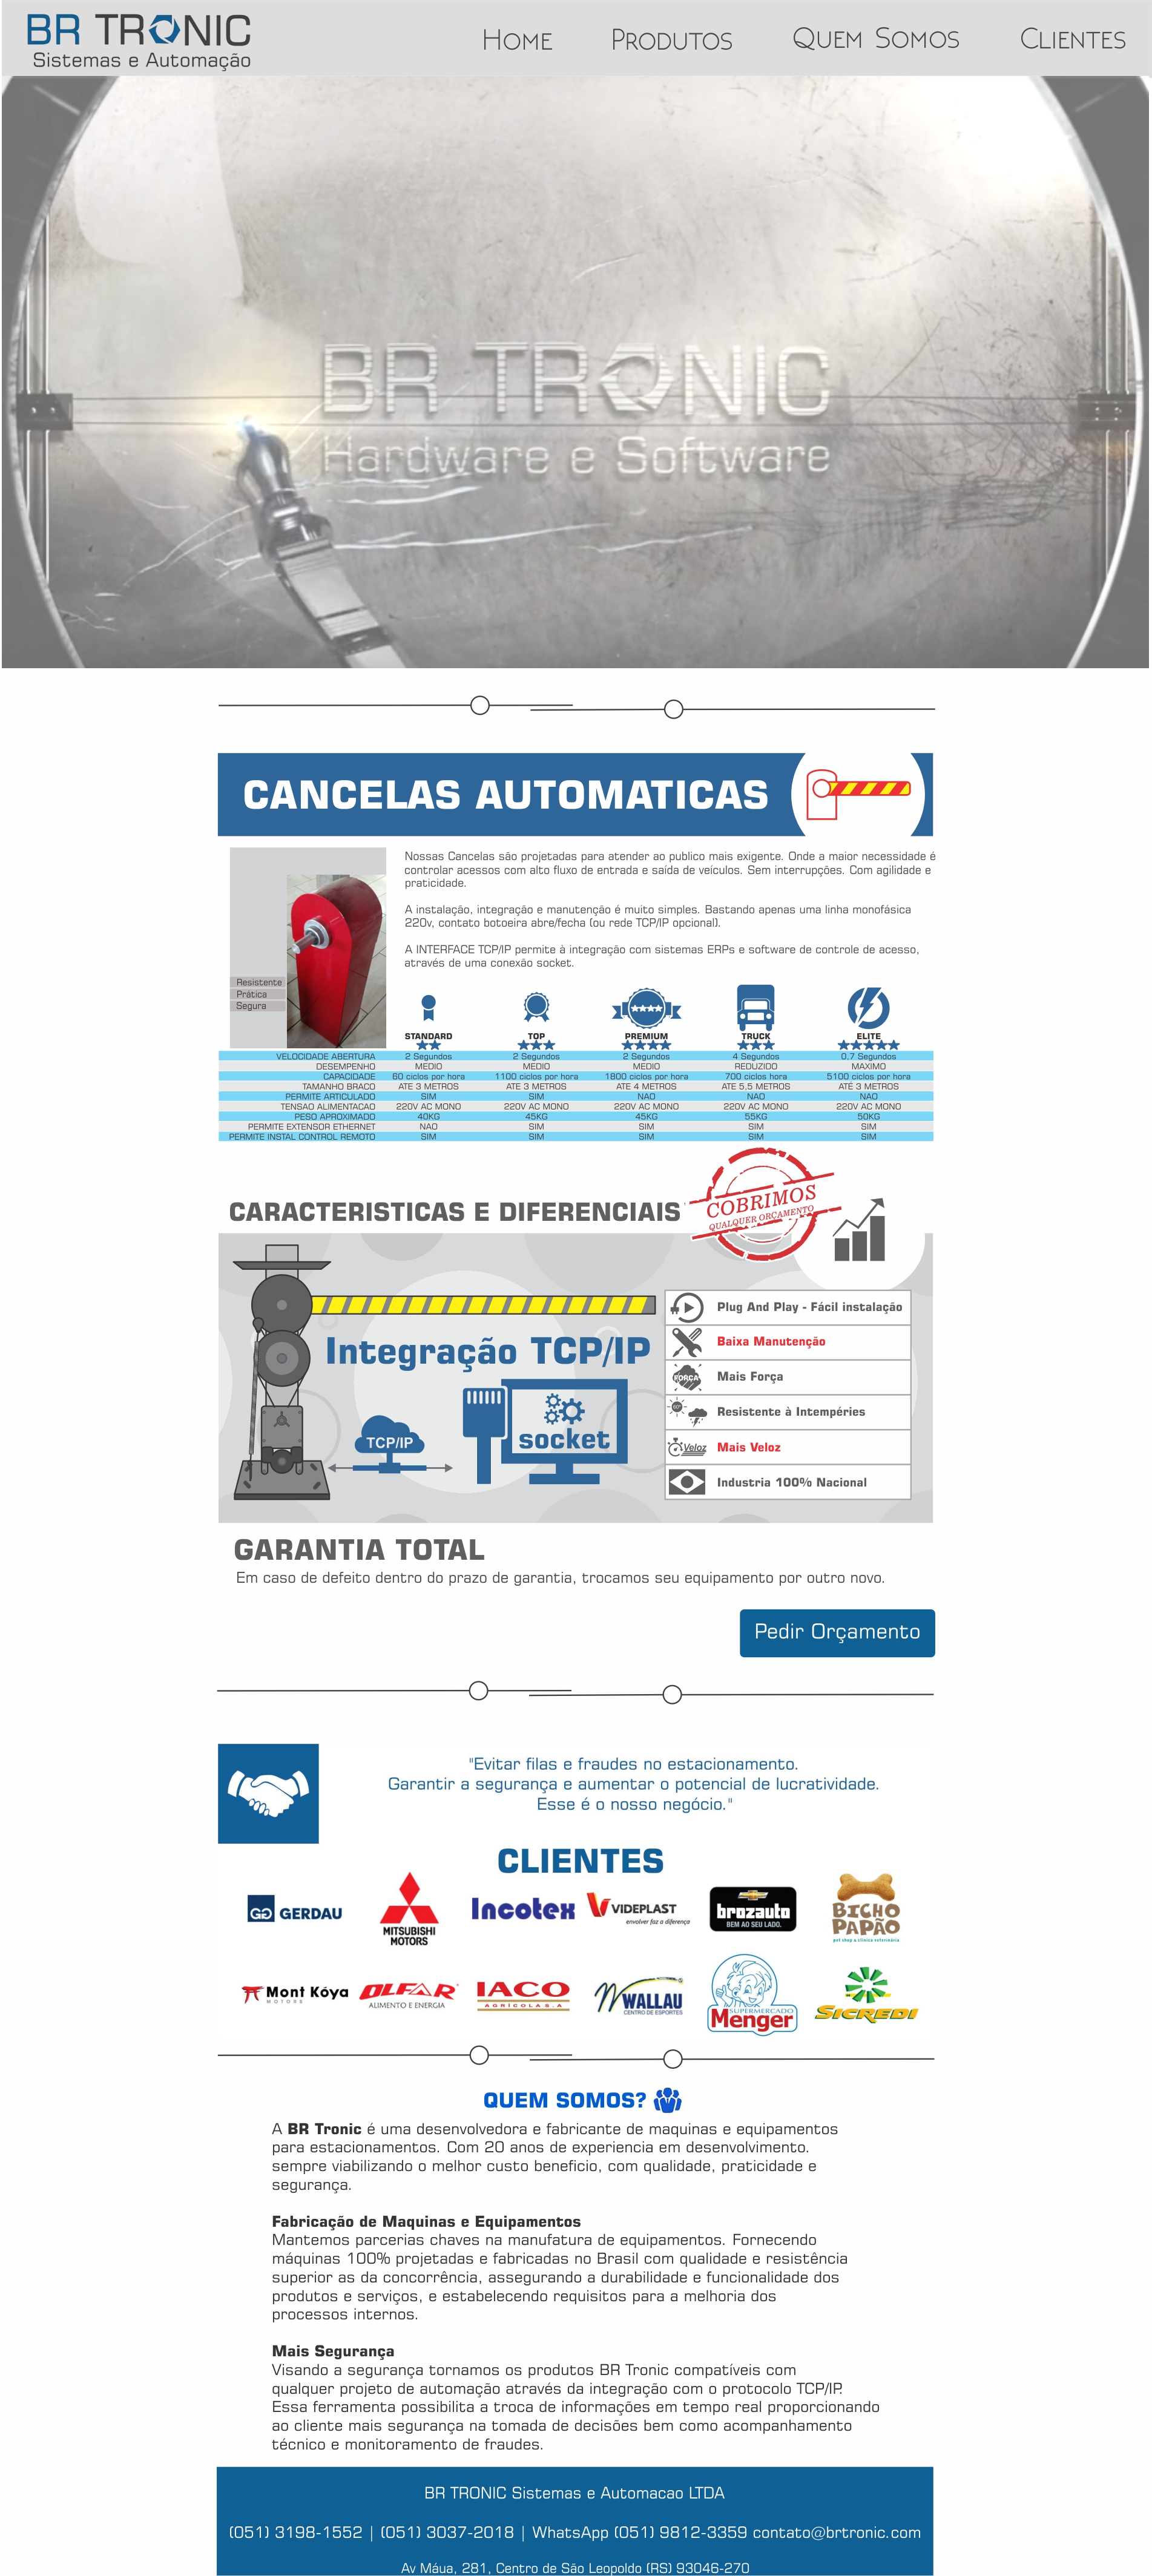 BR TRONIC
Sistemas e Automação
HOME PRODUTOS QUEM SOMOS CLIENTES
BR TRONIC
Hardware e Software
CANCELAS AUTOMATICAS
Nossas Cancelas são projetadas para atender ao publico mais exigente. Onde a maior necessidade é
controlar acessos com alto fluxo de entrada e saída de veículos. Sem interrupções. Com agilidade e
praticidade.
A instalação, integração e manutenção é muito simples. Bastando apenas uma linha monofásica
220v, contato botoeira abre/fecha (ou rede TCP/IP opcional).
A INTERFACE TCP/IP permite à integração com sistemas ERPs e software de controle de acesso,
através de uma conexão socket.
Resistente
Prática
Segura
STANDARD TOP PREMIUM TRUCK ELITE
VELOCIDADE ABERTURA 2 Segundos 2 Segundos 2 Segundos 4 Segundos 0,7 Segundos
DESEMPENHO MEDIO MEDIO MEDIO REDUZIDO MAXIMO
CAPACIDADE 60 ciclos por hora 1100 ciclos por hora 1800 ciclos por hora 700 ciclos hora 5100 ciclos por hora
TAMANHO BRACO ATE 3 METROS ATE 3 METROS ATE 4 METROS ATE 5.5 METROS ATÉ 3 METROS
PERMITE ARTICULADO SIM SIM NAO NAO NAO
TENSAO ALIMENTACAO 220V AC MONO 220V AC MONO 220V AC MONO 220V AC MONO 220V AC MONO
PESO APROXIMADO 40KG 45KG 45KG 55KG 50KG
PERMITE EXTENSOR ETHERNET NAO SIM SIM SIM SIM
PERMITE INSTAL CONTROL REMOTO SIM SIM SIM SIM SIM
CARACTERISTICAS E DIFERENCIAIS
COBRIMOS
QUALQUER ORÇAMENTO
Integração TCP/IP
TCP/IP
socket
Plug And Play - Fácil instalação
Baixa Manutenção
FORÇA
Mais Força
Resistente à Intempéries
Veloz
Mais Veloz
Industria 100% Nacional
GARANTIA TOTAL
Em caso de defeito dentro do prazo de garantia, trocamos seu equipamento por outro novo.
Pedir Orçamento
"Evitar filas e fraudes no estacionamento.
Garantir a segurança e aumentar o potencial de lucratividade.
Esse é o nosso negócio."
CLIENTES
GERDAU
MITSUBISHI
MOTORS
Incotex
VIDEPLAST
envolver faz a diferença
brozauto
BEM AO SEU LADO.
BICHO
PAPÃO
pet shop & clínica veterinária
Mont Kóya
MOTORS
OLFAR
ALIMENTO E ENERGIA
IACO
AGRÍCOLA S.A
WALLAU
CENTRO DE ESPORTES
SUPERMERCADO
Menger
SICREDI
QUEM SOMOS?
A BR Tronic é uma desenvolvedora e fabricante de maquinas e equipamentos
para estacionamentos. Com 20 anos de experiencia em desenvolvimento.
sempre viabilizando o melhor custo beneficio, com qualidade, praticidade e
segurança.
Fabricação de Maquinas e Equipamentos
Mantemos parcerias chaves na manufatura de equipamentos. Fornecendo
máquinas 100% projetadas e fabricadas no Brasil com qualidade e resistência
superior as da concorrência, assegurando a durabilidade e funcionalidade dos
produtos e serviços, e estabelecendo requisitos para a melhoria dos
processos internos.
Mais Segurança
Visando a segurança tornamos os produtos BR Tronic compatíveis com
qualquer projeto de automação através da integração com o protocolo TCP/IP.
Essa ferramenta possibilita a troca de informações em tempo real proporcionando
ao cliente mais segurança na tomada de decisões bem como acompanhamento
técnico e monitoramento de fraudes.
BR TRONIC Sistemas e Automacao LTDA
(051) 3198-1552 | (051) 3037-2018 | WhatsApp (051) 9812-3359 contato@brtronic.com
Av Máua, 281, Centro de São Leopoldo (RS) 93046-270